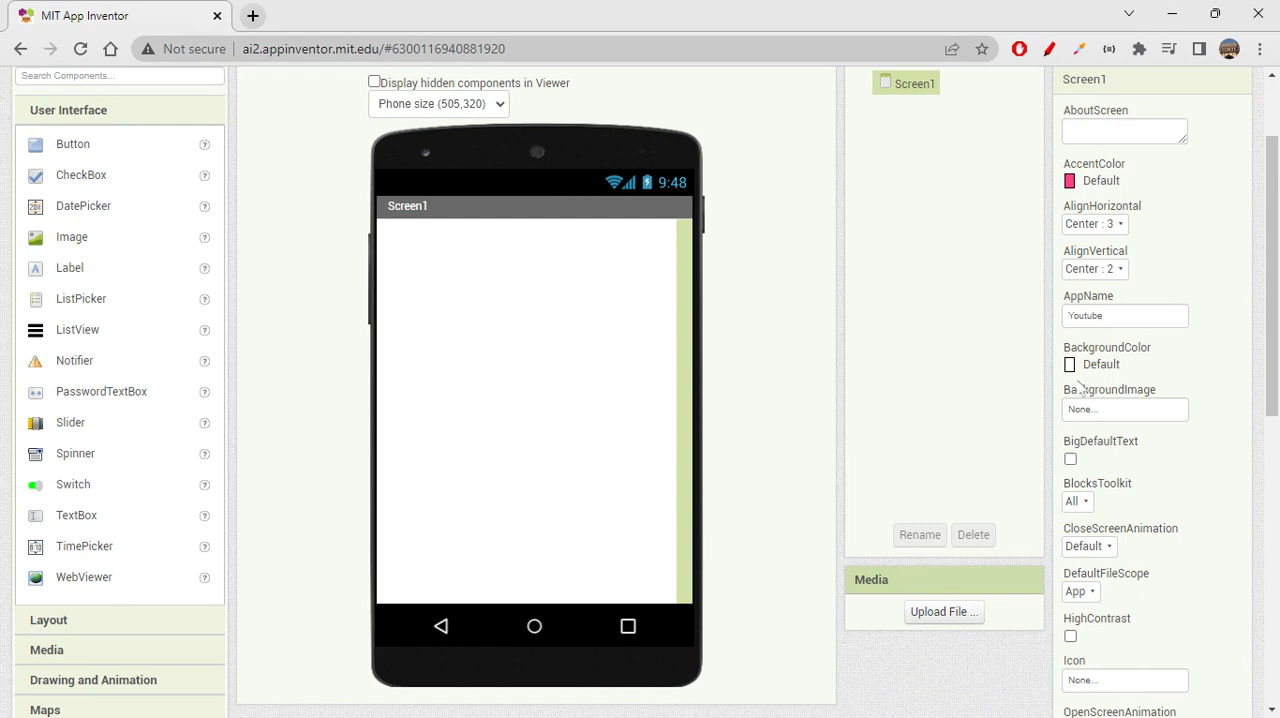 MIT App Inventor
Not secure
ai2.appinventor.mit.edu/#6300116940881920
Search Components...
User Interface
Button
CheckBox
DatePicker
Image
Label
ListPicker
ListView
Notifier
PasswordTextBox
Slider
Spinner
Switch
TextBox
TimePicker
WebViewer
Layout
Media
Drawing and Animation
Maps
Display hidden components in Viewer
Phone size (505,320)
9:48
Screen1
Screen1
Rename
Delete
Media
Upload File ...
Screen1
AboutScreen
AccentColor
Default
AlignHorizontal
Center : 3
AlignVertical
Center : 2
AppName
Youtube
BackgroundColor
Default
BackgroundImage
None...
BigDefaultText
BlocksToolkit
All
CloseScreenAnimation
Default
DefaultFileScope
App
HighContrast
Icon
None...
OpenScreenAnimation